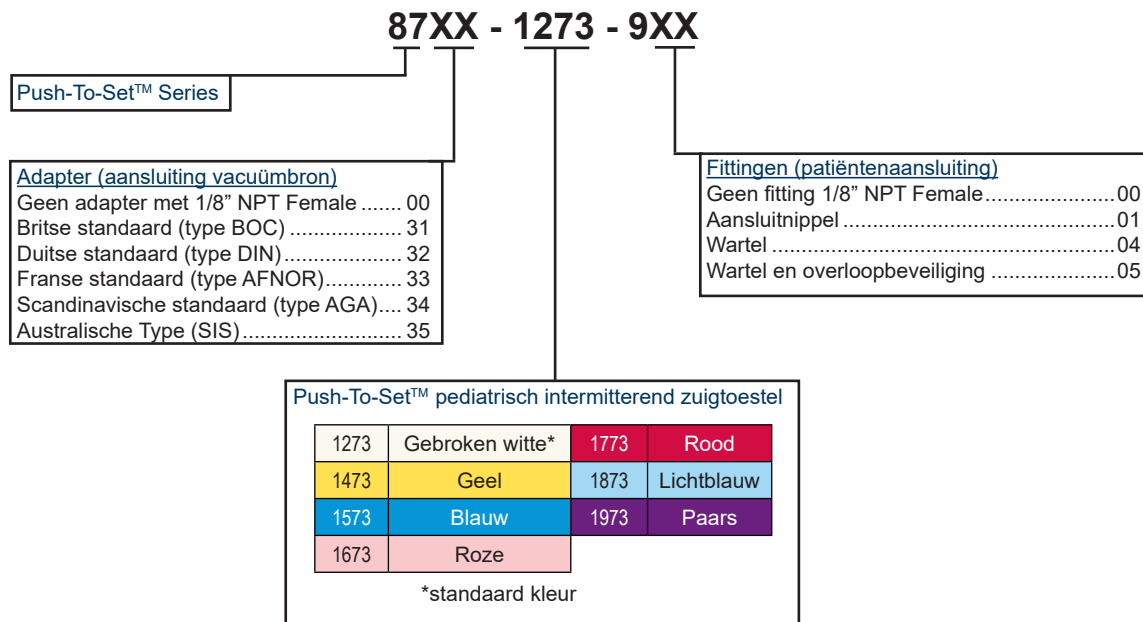 87XX - 1273 - 9XX
Push-To-Set™ Series
Adapter (aansluiting vacuümbron)
Geen adapter met 1/8” NPT Female ....... 00
Britse standaard (type BOC) ................... 31
Duitse standaard (type DIN).................... 32
Franse standaard (type AFNOR)............. 33
Scandinavische standaard (type AGA).... 34
Australische Type (SIS).......................... 35
Fittingen (patiëntenaansluiting)
Geen fitting 1/8” NPT Female......................00
Aansluitnippel..............................................01
Wartel ..........................................................04
Wartel en overloopbeveiliging .....................05
Push-To-Set™ pediatrisch intermitterend zuigtoestel
1273 Gebroken witte* 1773 Rood
1473 Geel 1873 Lichtblauw
1573 Blauw 1973 Paars
1673 Roze
*standaard kleur